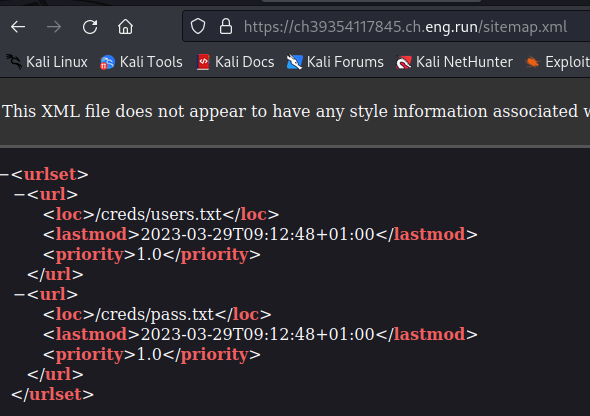 https://ch39354117845.ch.eng.run/sitemap.xml
Kali Linux Kali Tools Kali Docs Kali Forums Kali NetHunter Exploit
This XML file does not appear to have any style information associated w
−<urlset>
−<url>
<loc>/creds/users.txt</loc>
<lastmod>2023-03-29T09:12:48+01:00</lastmod>
<priority>1.0</priority>
</url>
−<url>
<loc>/creds/pass.txt</loc>
<lastmod>2023-03-29T09:12:48+01:00</lastmod>
<priority>1.0</priority>
</url>
</urlset>